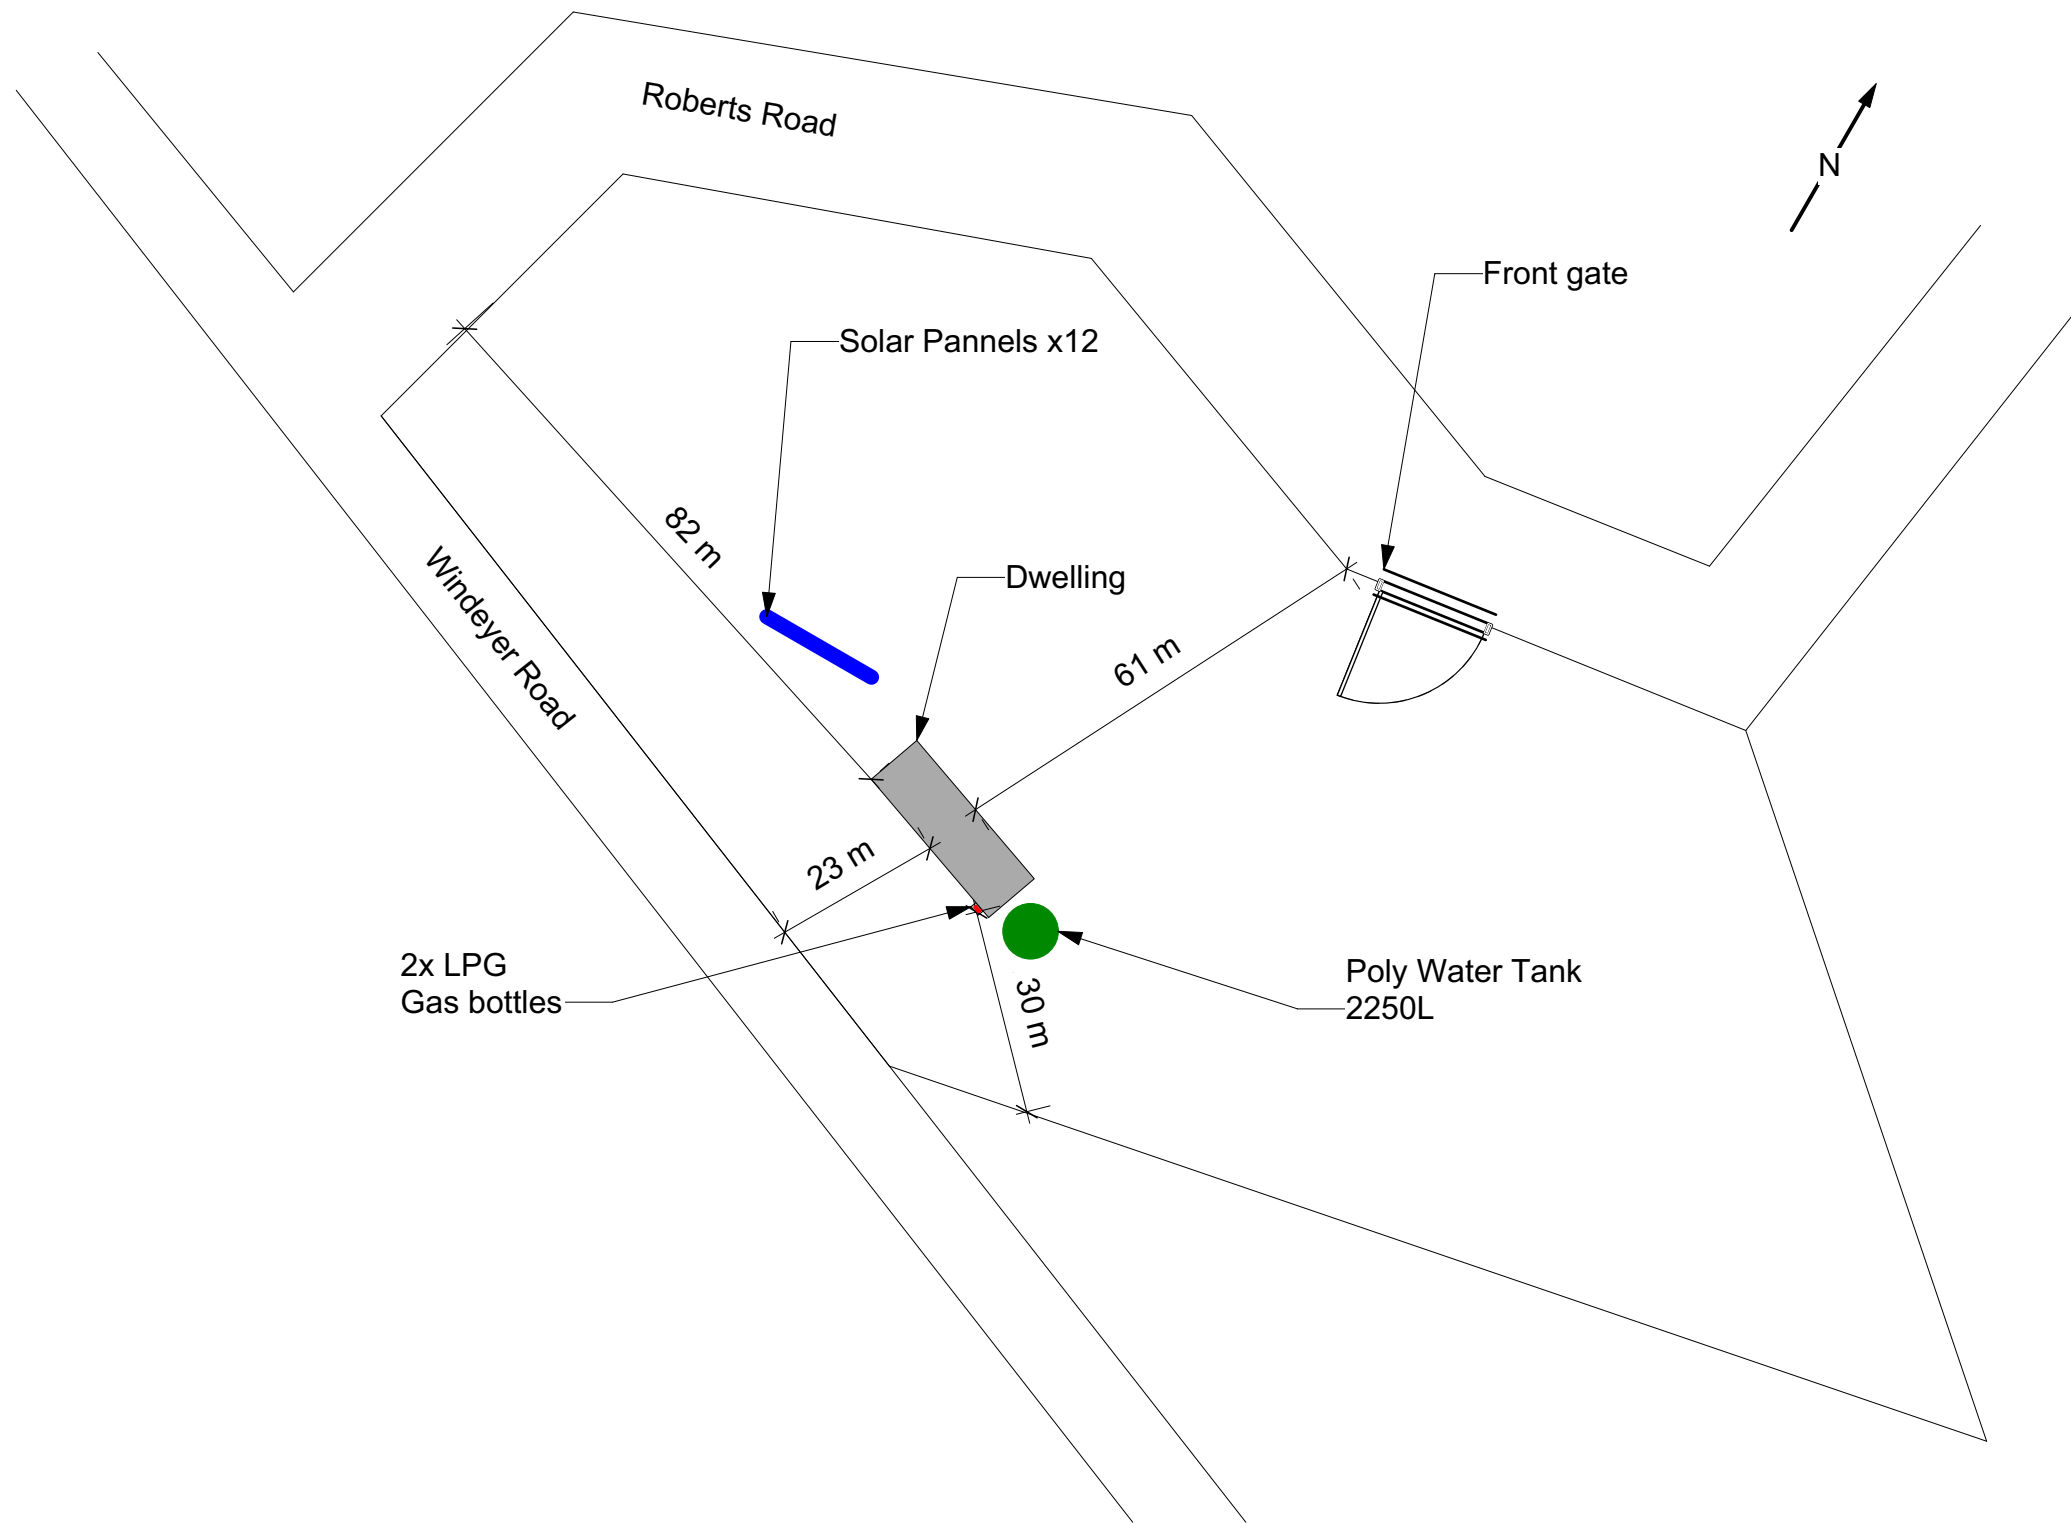 Roberts Road
N
Front gate
Solar Pannels x12
82 m
Windeyer Road
Dwelling
61 m
23 m
2x LPG
Gas bottles
30 m
Poly Water Tank
2250L